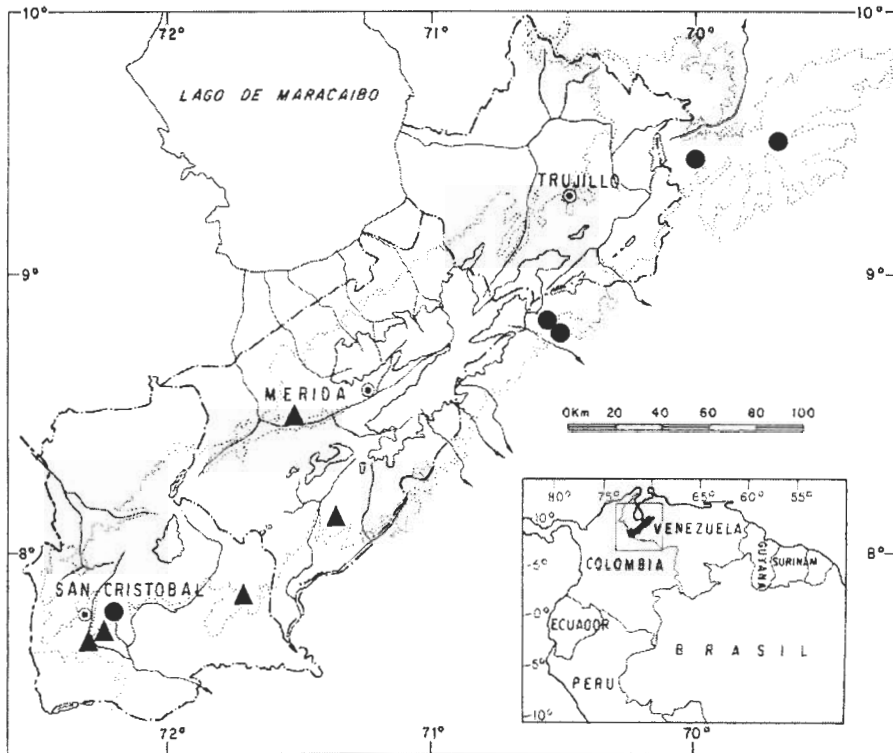 10° 72° 71° 70° 10°
LAGO DE MARACAIBO
TRUJILLO
9° 9°
MERIDA
0Km 20 40 60 80 100
80° 75° 70° 65° 60° 55°
10° VENEZUELA
8° 8°
COLOMBIA GUYANA SURINAM
5°
SAN CRISTOBAL
0° ECUADOR
BRASIL
5° PERU
10°
72° 71° 70°